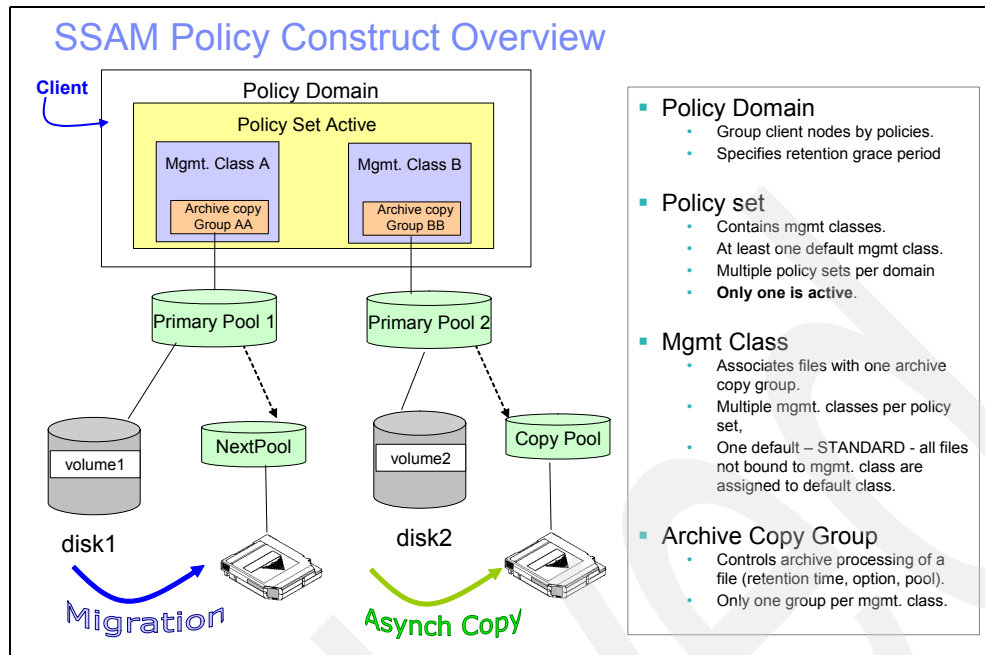 SSAM Policy Construct Overview
Client
Policy Domain
Policy Set Active
Mgmt. Class A
Archive copy
Group AA
Mgmt. Class B
Archive copy
Group BB
Primary Pool 1
Primary Pool 2
NextPool
Copy Pool
volume1
volume2
disk1
disk2
Migration
Asynch Copy
▪ Policy Domain
• Group client nodes by policies.
• Specifies retention grace period
▪ Policy set
• Contains mgmt classes.
• At least one default mgmt class.
• Multiple policy sets per domain
• Only one is active.
▪ Mgmt Class
• Associates files with one archive
copy group.
• Multiple mgmt. classes per policy
set,
• One default – STANDARD - all files
not bound to mgmt. class are
assigned to default class.
▪ Archive Copy Group
• Controls archive processing of a
file (retention time, option, pool).
• Only one group per mgmt. class.